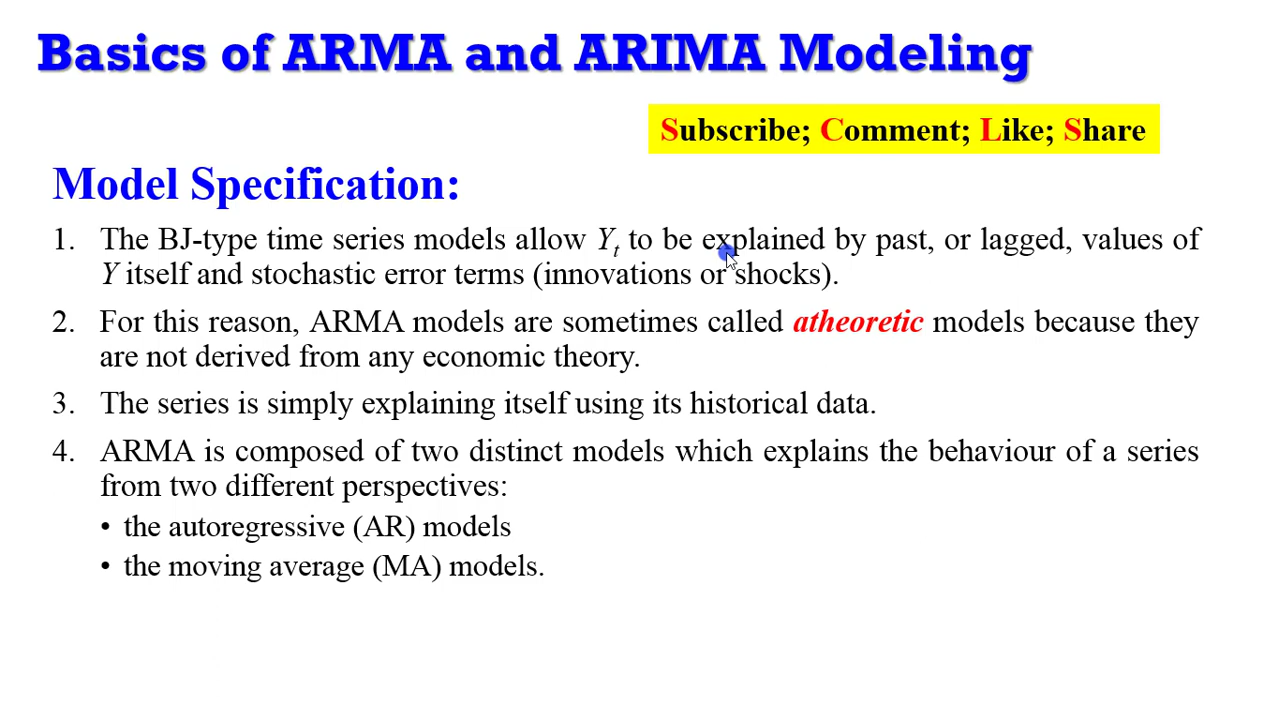 Basics of ARMA and ARIMA Modeling
Subscribe; Comment; Like; Share
Model Specification:
1. The BJ-type time series models allow Yt to be explained by past, or lagged, values of
Y itself and stochastic error terms (innovations or shocks).
2. For this reason, ARMA models are sometimes called atheoretic models because they
are not derived from any economic theory.
3. The series is simply explaining itself using its historical data.
4. ARMA is composed of two distinct models which explains the behaviour of a series
from two different perspectives:
• the autoregressive (AR) models
• the moving average (MA) models.